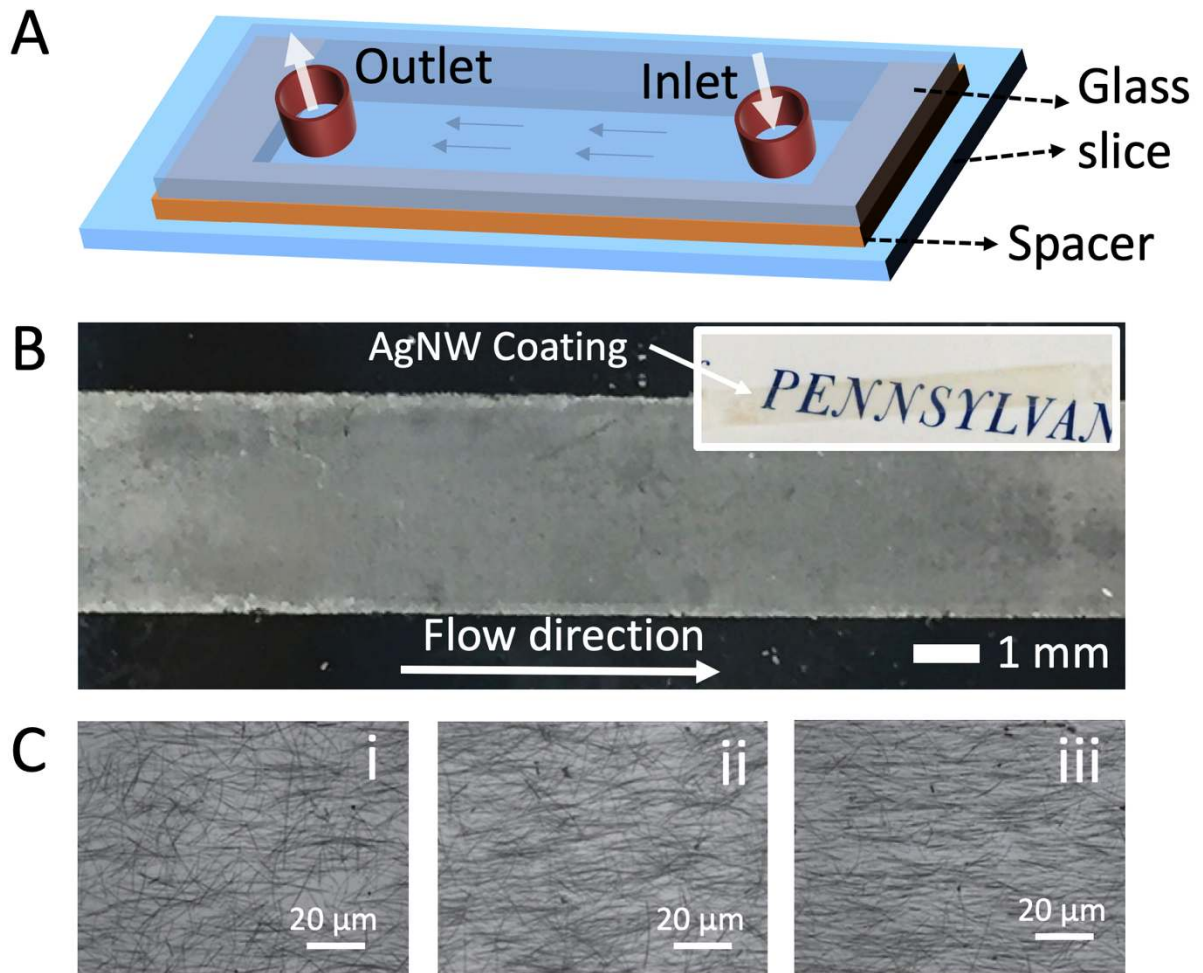 A
Outlet
Inlet
Glass
slice
Spacer
B
AgNW Coating
PENNSYLVAN
Flow direction
1 mm
C
i
ii
iii
20 μm
20 μm
20 μm